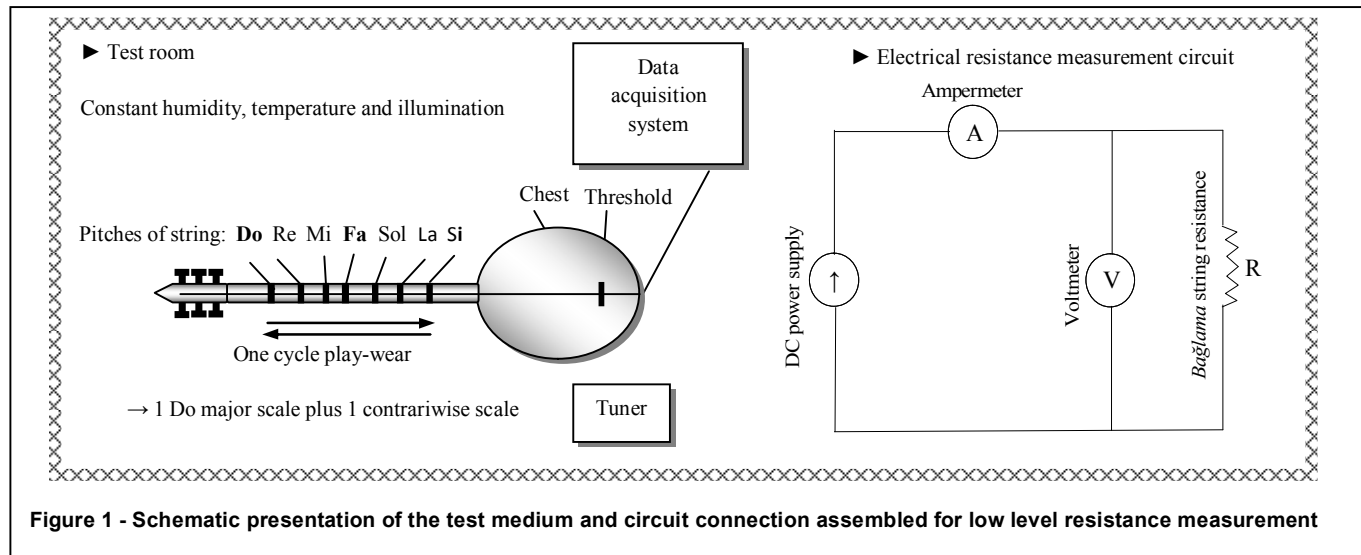 ► Test room
Constant humidity, temperature and illumination
Data
acquisition
system
Chest
Threshold
Pitches of string: Do Re Mi Fa Sol La Si
One cycle play-wear
→ 1 Do major scale plus 1 contrariwise scale
Tuner
► Electrical resistance measurement circuit
Ampermeter
A
DC power supply
↑
Voltmeter
V
Bağlama string resistance
R
Figure 1 - Schematic presentation of the test medium and circuit connection assembled for low level resistance measurement